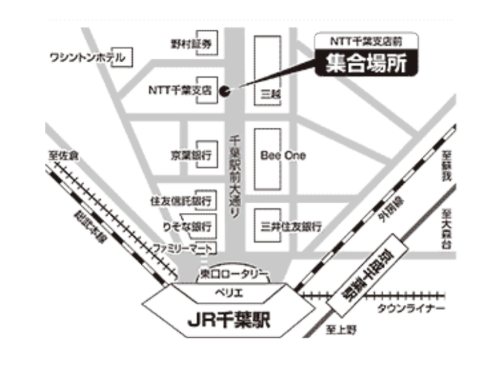 野村証券
ワシントンホテル
NTT千葉支店前
集合場所
NTT千葉支店
三越
千葉駅前大通り
京葉銀行
Bee One
至佐倉
至蘇我
住友信託銀行
りそな銀行
三井住友銀行
外房線
至大森台
総武本線
ファミリーマート
東口ロータリー
ペリエ
京成千葉駅
JR千葉駅
タウンライナー
至上野